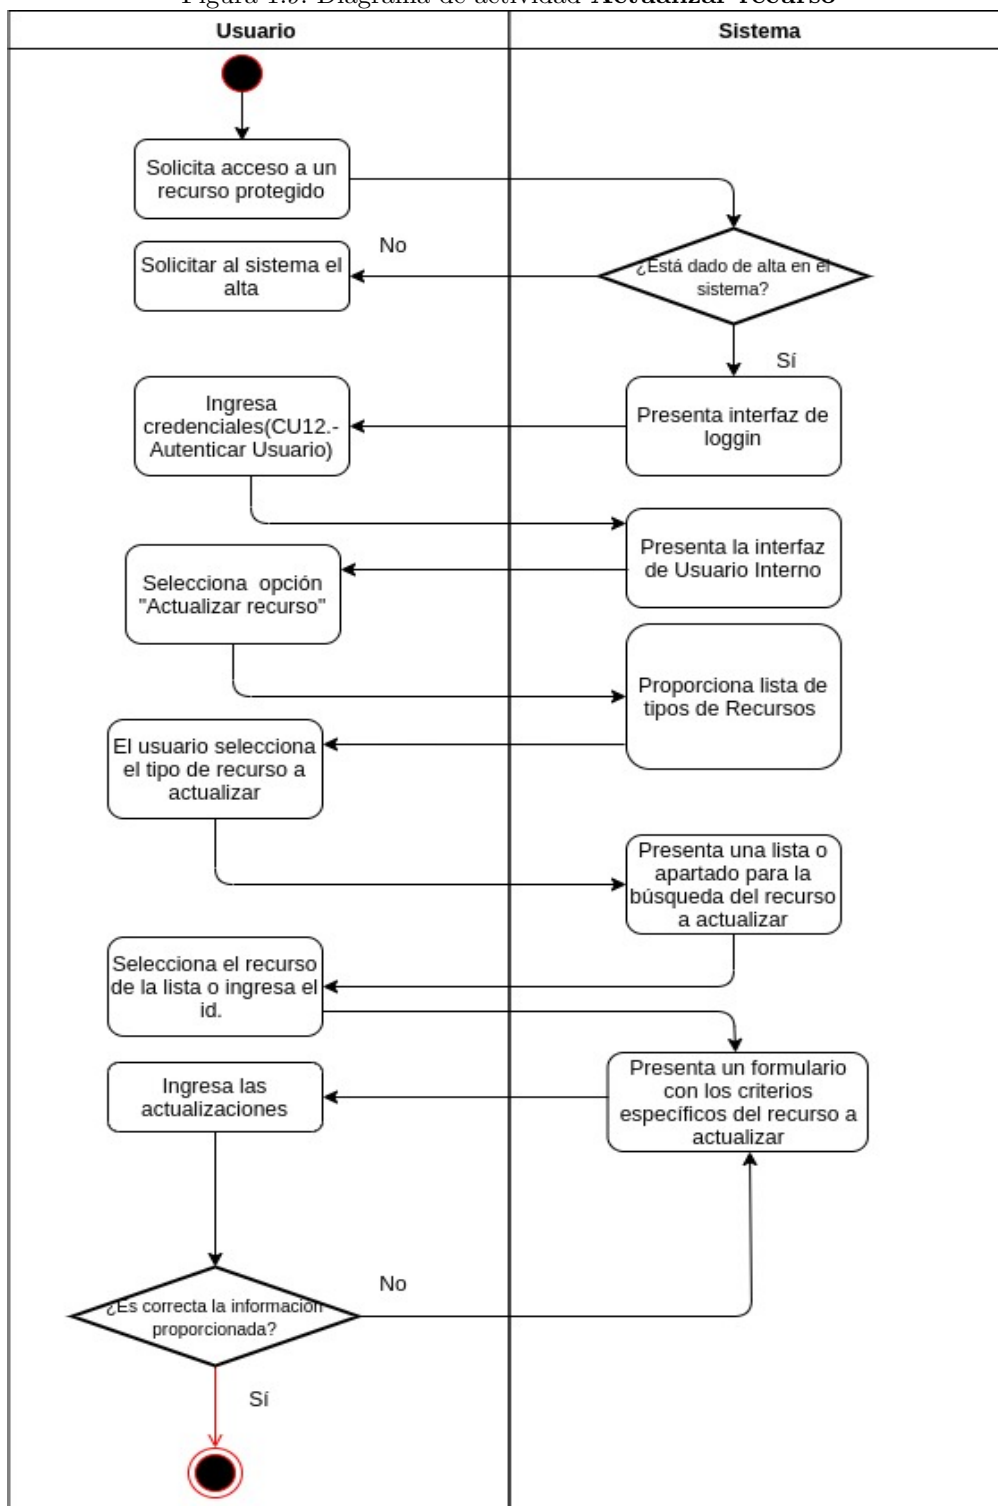 Figura 1.9: Diagrama de actividad Actualizar recurso
Usuario
Sistema
Solicita acceso a un
recurso protegido
No
¿Está dado de alta en el
sistema?
Solicitar al sistema el
alta
Sí
Ingresa
credenciales(CU12.-
Autenticar Usuario)
Presenta interfaz de
loggin
Presenta la interfaz
de Usuario Interno
Selecciona opción
"Actualizar recurso"
Proporciona lista de
tipos de Recursos
El usuario selecciona
el tipo de recurso a
actualizar
Presenta una lista o
apartado para la
búsqueda del recurso
a actualizar
Selecciona el recurso
de la lista o ingresa el
id.
Presenta un formulario
con los criterios
específicos del recurso a
actualizar
Ingresa las
actualizaciones
No
¿Es correcta la información
proporcionada?
Sí